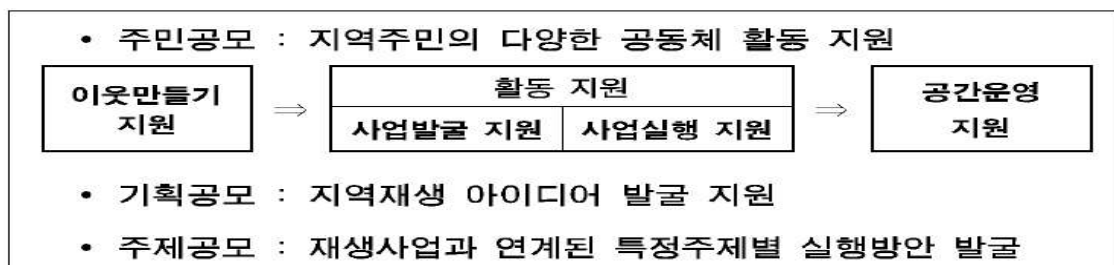 • 주민공모 : 지역주민의 다양한 공동체 활동 지원
이웃만들기
지원
⇒
활동 지원
사업발굴 지원
사업실행 지원
⇒
공간운영
지원
• 기획공모 : 지역재생 아이디어 발굴 지원
• 주제공모 : 재생사업과 연계된 특정주제별 실행방안 발굴